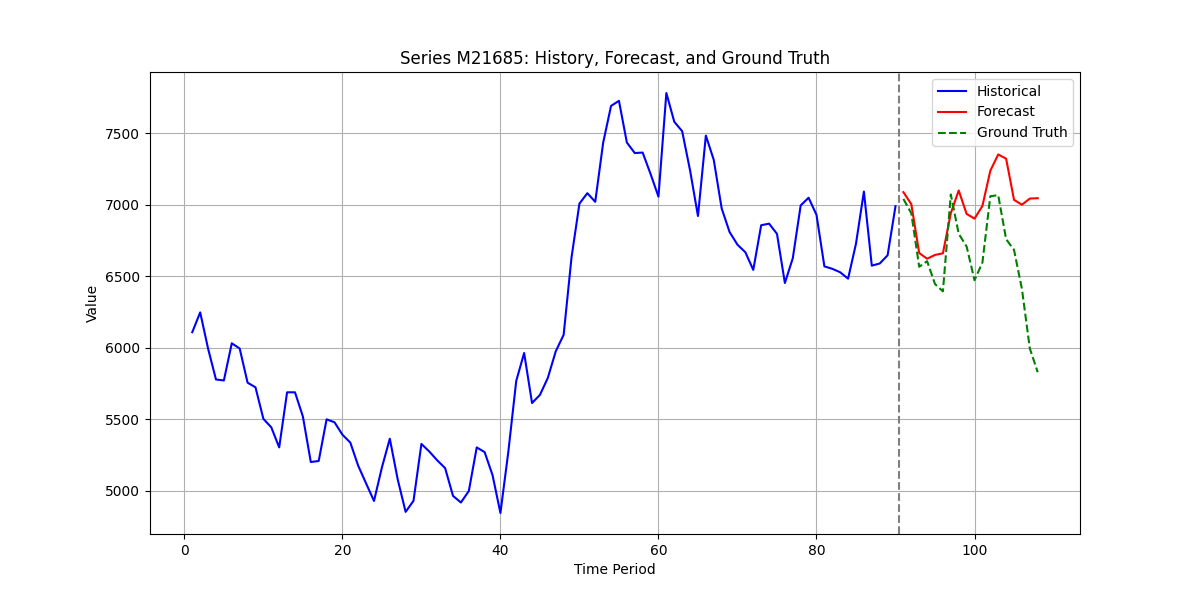 Series M21685: History, Forecast, and Ground Truth
Historical
Forecast
Ground Truth
7500
7000
6500
6000
5500
5000
Value
0 20 40 60 80 100
Time Period